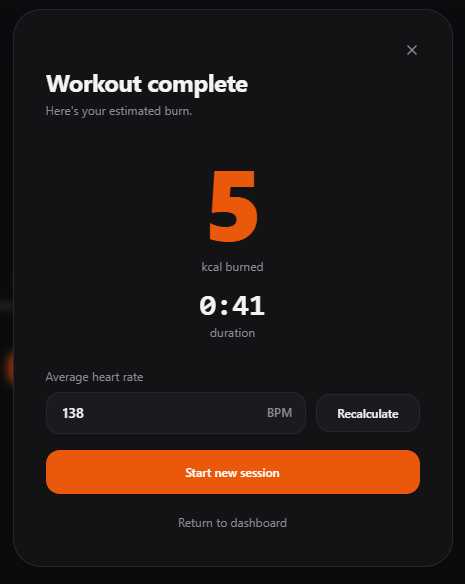 Workout complete
Here's your estimated burn.
5
kcal burned
0:41
duration
Average heart rate
138 BPM
Recalculate
Start new session
Return to dashboard